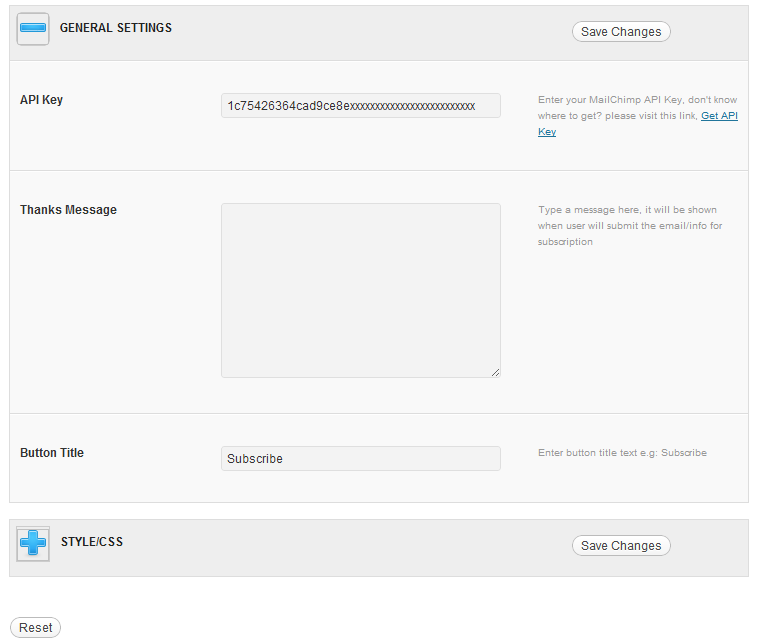 GENERAL SETTINGS
Save Changes
API Key
1c75426364cad9ce8exxxxxxxxxxxxxxxxxxxxxxxx
Enter your MailChimp API Key, don't know
where to get? please visit this link, Get API
Key
Thanks Message
Type a message here, it will be shown
when user will submit the email/info for
subscription
Button Title
Subscribe
Enter button title text e.g: Subscribe
STYLE/CSS
Save Changes
Reset